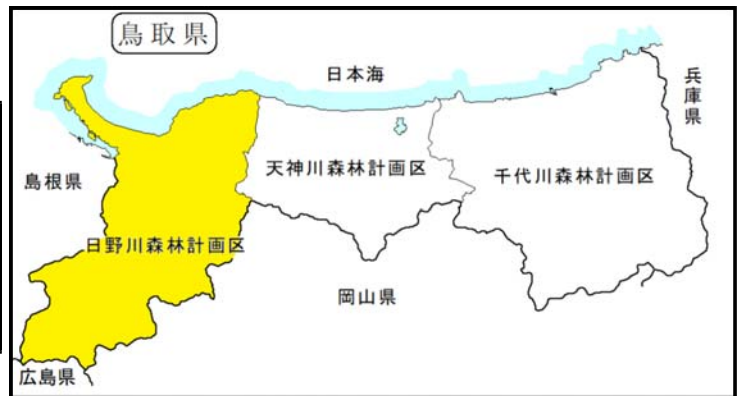 鳥取県
日本海
兵庫県
島根県
天神川森林計画区
千代川森林計画区
日野川森林計画区
岡山県
広島県